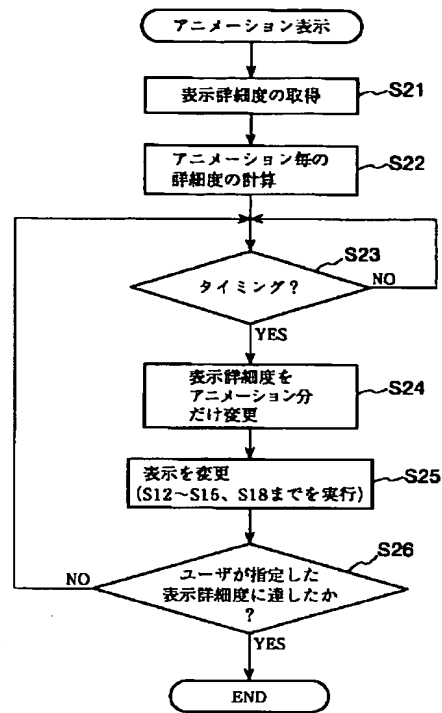 アニメーション表示
表示詳細度の取得
S21
アニメーション毎の
詳細度の計算
S22
S23
タイミング?
NO
YES
表示詳細度を
アニメーション分
だけ変更
S24
表示を変更
(S12~S15、S18までを実行)
S25
S26
ユーザが指定した
表示詳細度に達したか
?
NO
YES
END